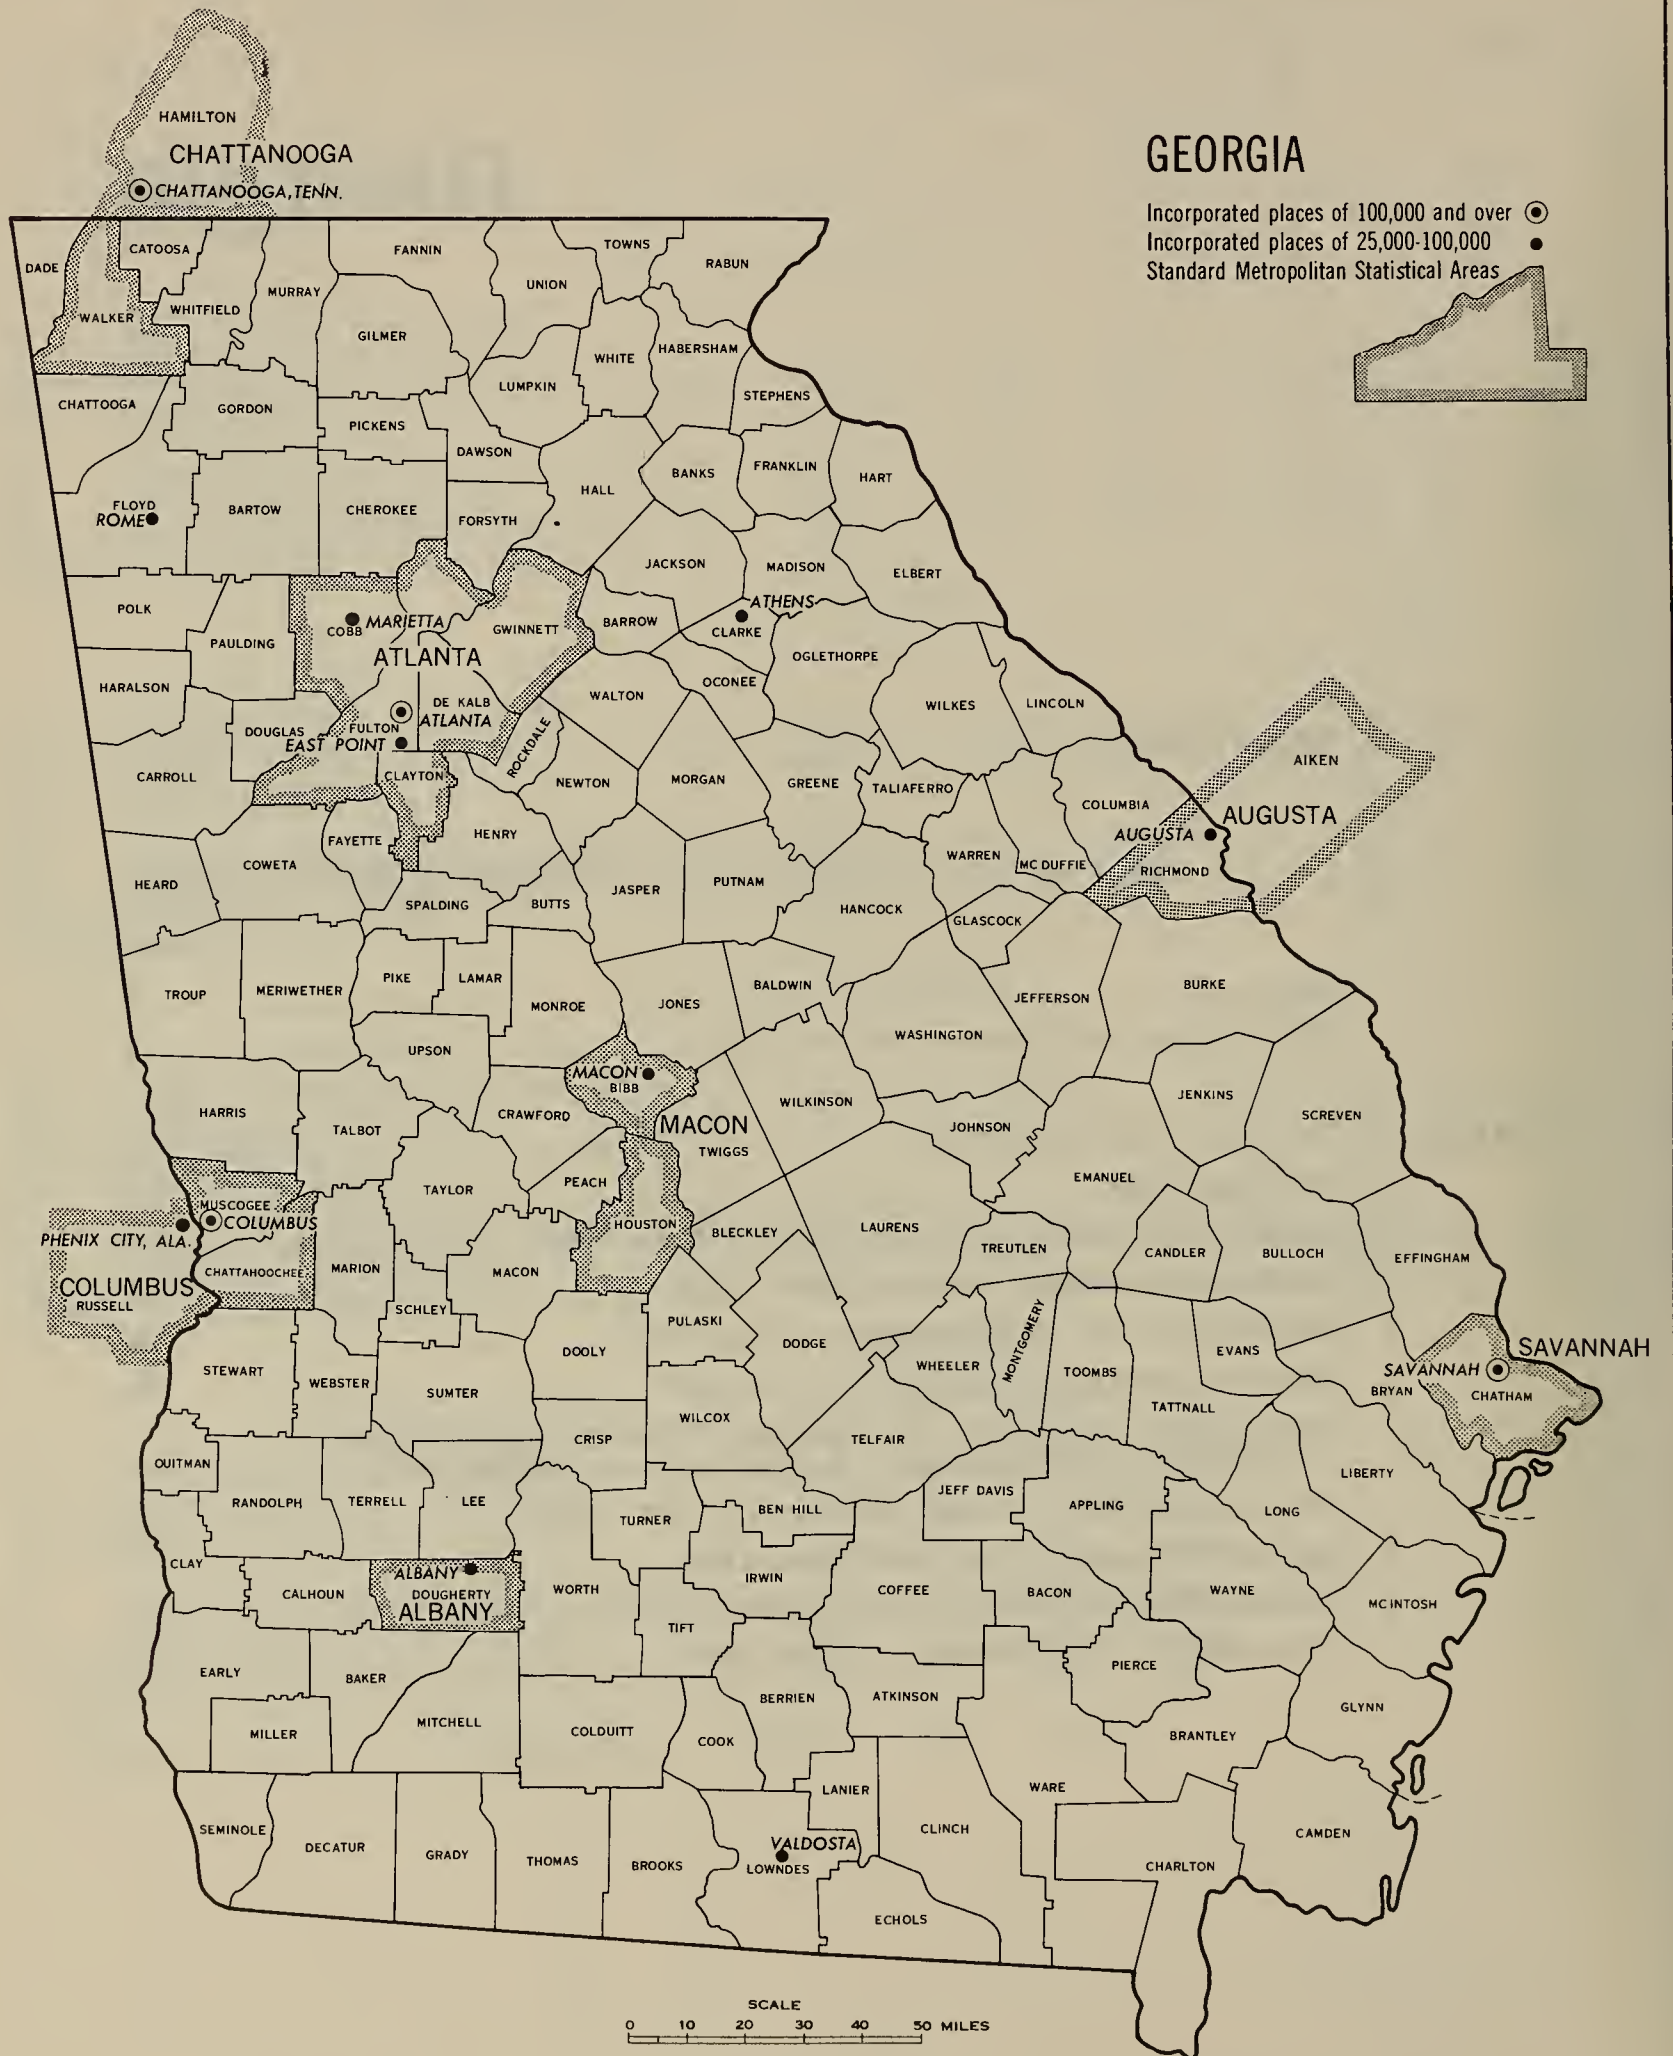 HAMILTON
CHATTANOOGA
CHATTANOOGA, TENN.
GEORGIA
Incorporated places of 100,000 and over
Incorporated places of 25,000-100,000
Standard Metropolitan Statistical Areas
DADE
CATOOSA
FANNIN
TOWNS
RABUN
UNION
MURRAY
WALKER
WHITFIELD
GILMER
WHITE
HABERSHAM
LUMPKIN
STEPHENS
CHATTOOGA
GORDON
PICKENS
DAWSON
BANKS
FRANKLIN
HART
HALL
FLOYD
ROME
BARTOW
CHEROKEE
FORSYTH
JACKSON
MADISON
ELBERT
POLK
COBB
MARIETTA
GWINNETT
BARROW
ATHENS
CLARKE
PAULDING
ATLANTA
OGLETHORPE
HARALSON
OCONEE
WALTON
WILKES
LINCOLN
DE KALB
ATLANTA
DOUGLAS
FULTON
EAST POINT
ROCKDALE
AIKEN
CARROLL
CLAYTON
NEWTON
MORGAN
GREENE
TALIAFERRO
COLUMBIA
AUGUSTA
AUGUSTA
HENRY
FAYETTE
COWETA
WARREN
MC DUFFIE
RICHMOND
HEARD
JASPER
PUTNAM
SPALDING
BUTTS
HANCOCK
GLASCOCK
PIKE
LAMAR
TROUP
MERIWETHER
MONROE
JONES
BALDWIN
JEFFERSON
BURKE
UPSON
WASHINGTON
MACON
BIBB
HARRIS
TALBOT
CRAWFORD
MACON
TWIGGS
WILKINSON
JOHNSON
JENKINS
SCREVEN
EMANUEL
TAYLOR
PEACH
MUSCOGEE
COLUMBUS
PHENIX CITY, ALA.
HOUSTON
BLECKLEY
LAURENS
TREUTLEN
CANDLER
BULLOCH
EFFINGHAM
CHATTAHOOCHEE
MARION
MACON
COLUMBUS
RUSSELL
SCHLEY
PULASKI
DODGE
DOOLY
WHEELER
MONTGOMERY
TOOMBS
EVANS
SAVANNAH
SAVANNAH
BRYAN
CHATHAM
STEWART
WEBSTER
SUMTER
TATTNALL
WILCOX
CRISP
TELFAIR
QUITMAN
LIBERTY
RANDOLPH
TERRELL
LEE
JEFF DAVIS
APPLING
BEN HILL
LONG
TURNER
CLAY
ALBANY
DOUGHERTY
ALBANY
CALHOUN
WORTH
IRWIN
COFFEE
BACON
WAYNE
MC INTOSH
TIFT
EARLY
BAKER
PIERCE
BERRIEN
ATKINSON
GLYNN
MILLER
MITCHELL
COLDUITT
COOK
BRANTLEY
LANIER
WARE
SEMINOLE
DECATUR
GRADY
THOMAS
BROOKS
VALDOSTA
LOWNDES
CLINCH
CAMDEN
CHARLTON
ECHOLS
SCALE
0 10 20 30 40 50 MILES